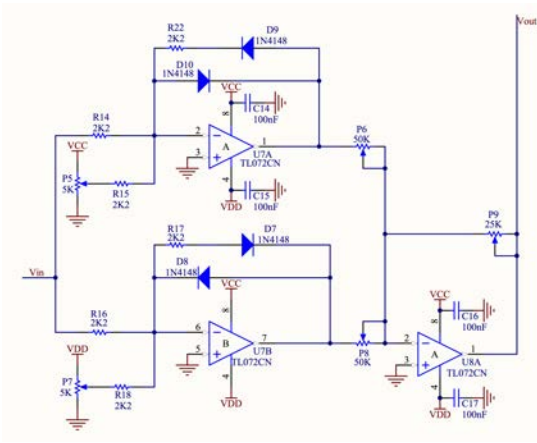 R22
2K2
D9
1N4148
Vout
D10
1N4148
VCC
C14
100nF
R14
2K2
8
2
1
A
3
U7A
TL072CN
4
P6
50K
VCC
P5
5K
R15
2K2
C15
100nF
VDD
P9
25K
R17
2K2
D7
1N4148
D8
1N4148
Vin
VCC
8
R16
2K2
6
7
B
5
U7B
TL072CN
4
VDD
P8
50K
VCC
C16
100nF
8
2
1
A
3
U8A
TL072CN
4
C17
100nF
VDD
VDD
P7
5K
R18
2K2